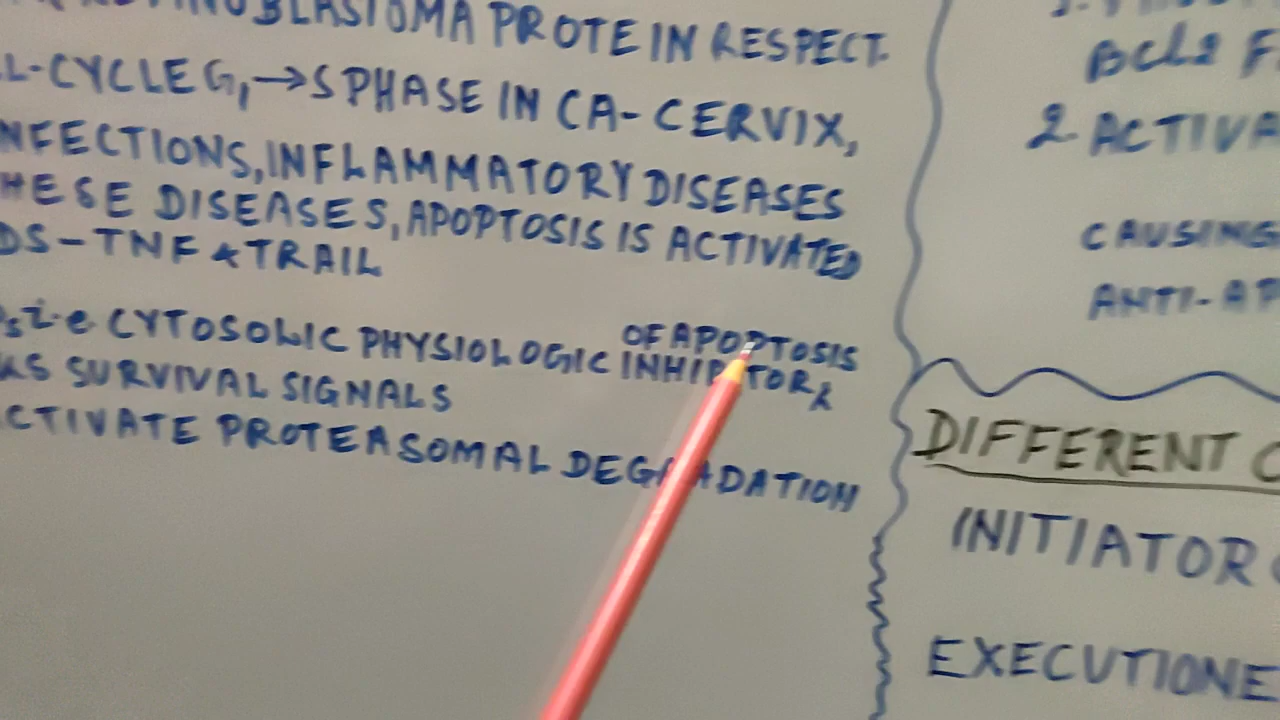 BLASTOMA PROTEIN RESPECT.
L-CYCLE G1→S PHASE IN CA-CERVIX,
NFECTIONS, INFLAMMATORY DISEASES
HESE DISEASES, APOPTOSIS IS ACTIVATED
DS-TNF & TRAIL
i-e CYTOSOLIC PHYSIOLOGIC INHIBITOR OF APOPTOSIS
SURVIVAL SIGNALS
CTIVATE PROTEASOMAL DEGRADATION
BCL2 F
2 ACTIVA
CAUSING
ANTI-AP
DIFFERENT C
INITIATOR
EXECUTIONE